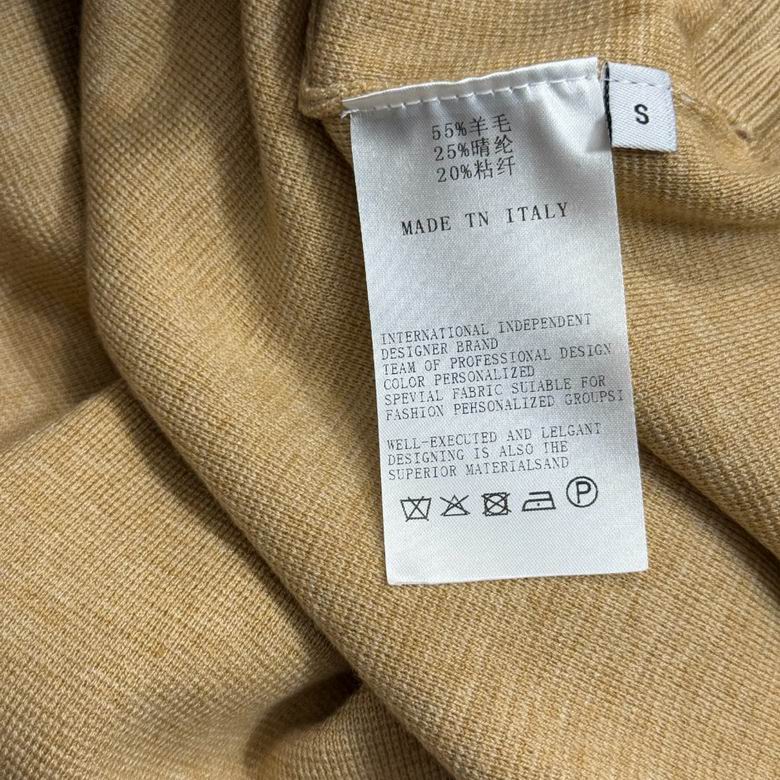 55%羊毛
25%晴纶
20%粘纤
MADE TN ITALY
S
INTERNATIONAL INDEPENDENT
DESIGNER BRAND
TEAM OF PROFESSIONAL DESIGN
COLOR PERSONALIZED
SPEVIAL FABRIC SUIABLE FOR
FASHION PEHSONALIZED GROUPSI
WELL-EXECUTED AND LELGANT
DESIGNING IS ALSO THE
SUPERIOR MATERIALSAND
P